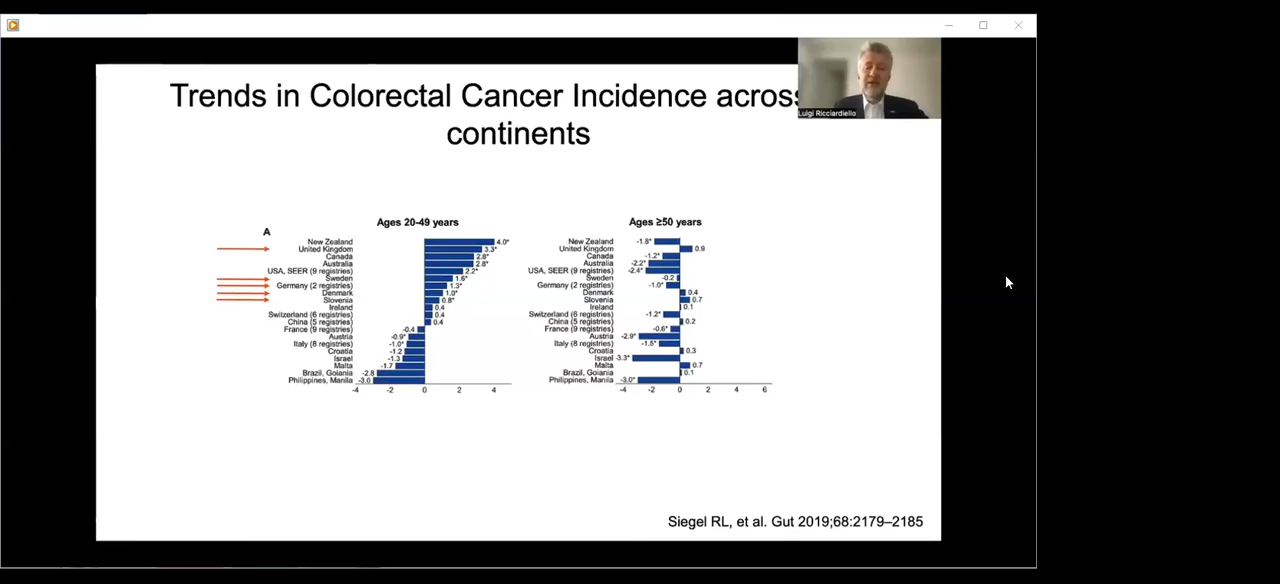 Trends in Colorectal Cancer Incidence across
continents
Luigi Ricciardiello
A
Ages 20-49 years
New Zealand 4.0*
United Kingdom 3.3*
Canada 2.8*
Australia 2.8*
USA, SEER (9 registries) 2.2*
Sweden 1.6*
Germany (2 registries) 1.3*
Denmark 1.0*
Slovenia 0.8*
Ireland 0.4
Switzerland (6 registries) 0.4
China (5 registries) 0.4
France (9 registries) -0.4
Austria -0.9*
Italy (8 registries) -1.0*
Croatia -1.2
Israel -1.3
Malta -1.7
Brazil, Goiania -2.8
Philippines, Manila -3.0
-4 -2 0 2 4
Ages ≥50 years
New Zealand -1.8*
United Kingdom 0.9
Canada -1.2*
Australia -2.2*
USA, SEER (9 registries) -2.4*
Sweden -0.2
Germany (2 registries) -1.0*
Denmark 0.4
Slovenia 0.7
Ireland 0.1
Switzerland (6 registries) -1.2*
China (5 registries) 0.2
France (9 registries) -0.6*
Austria -2.9*
Italy (8 registries) -1.5*
Croatia 0.3
Israel -3.3*
Malta 0.7
Brazil, Goiania 0.1
Philippines, Manila -3.0*
-4 -2 0 2 4 6
Siegel RL, et al. Gut 2019;68:2179–2185